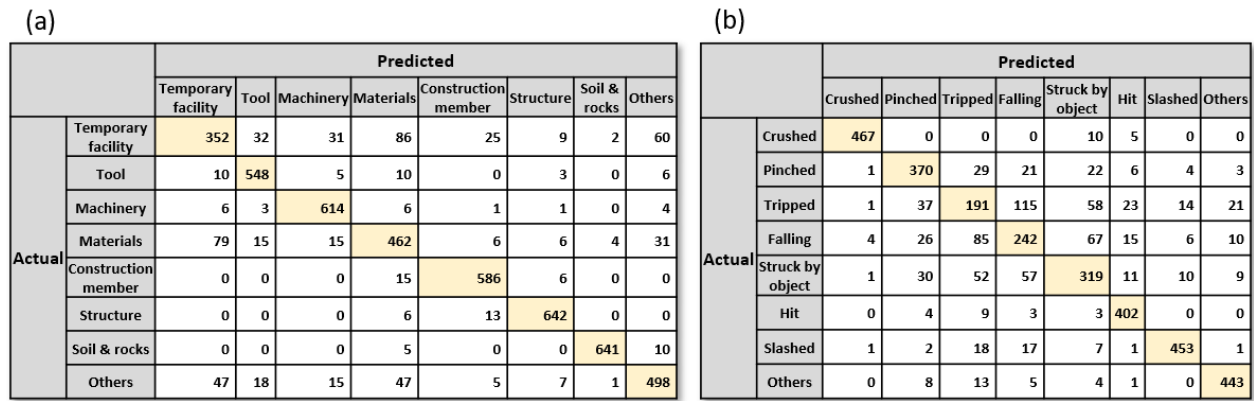 (a)
Predicted
Temporary facility Tool Machinery Materials Construction member Structure Soil & rocks Others
Actual
Temporary facility 352 32 31 86 25 9 2 60
Tool 10 548 5 10 0 3 0 6
Machinery 6 3 614 6 1 1 0 4
Materials 79 15 15 462 6 6 4 31
Construction member 0 0 0 15 586 6 0 0
Structure 0 0 0 6 13 642 0 0
Soil & rocks 0 0 0 5 0 0 641 10
Others 47 18 15 47 5 7 1 498
(b)
Predicted
Crushed Pinched Tripped Falling Struck by object Hit Slashed Others
Actual
Crushed 467 0 0 0 10 5 0 0
Pinched 1 370 29 21 22 6 4 3
Tripped 1 37 191 115 58 23 14 21
Falling 4 26 85 242 67 15 6 10
Struck by object 1 30 52 57 319 11 10 9
Hit 0 4 9 3 3 402 0 0
Slashed 1 2 18 17 7 1 453 1
Others 0 8 13 5 4 1 0 443